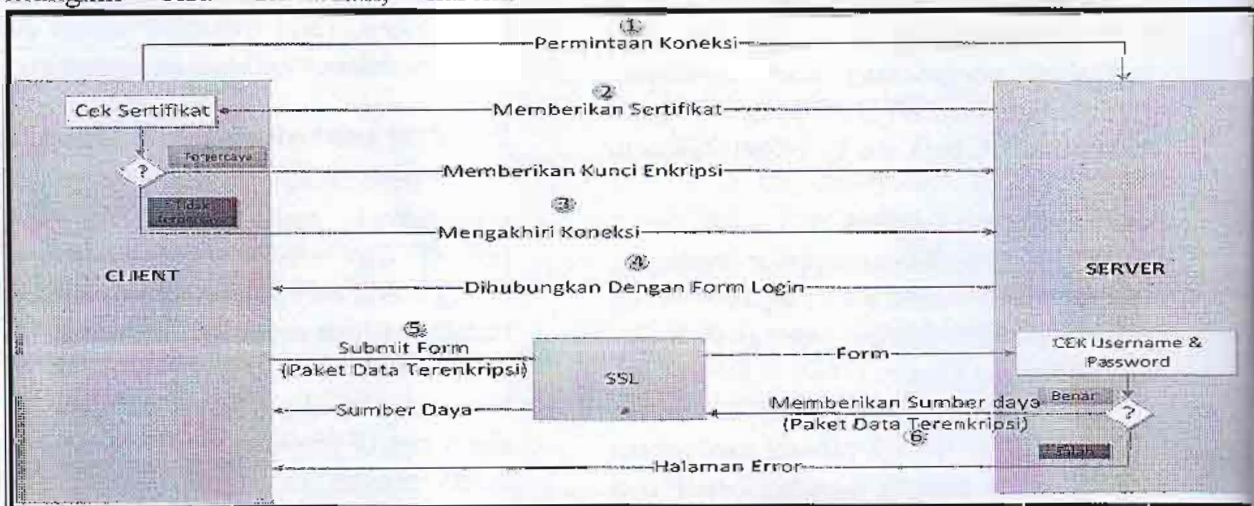 ①
Permintaan Koneksi
Cek Sertifikat
②
Memberikan Sertifikat
Terpercaya
?
Memberikan Kunci Enkripsi
Tidak
Terpercaya
③
Mengakhiri Koneksi
CLIENT
④
SERVER
Dihubungkan Dengan Form Login
⑤
Submit Form
(Paket Data Terenkripsi)
SSL
Form
CEK Username &
Password
Sumber Daya
Memberikan Sumber daya
(Paket Data Terenkripsi)
Benar
?
⑥
Salah
Halaman Error